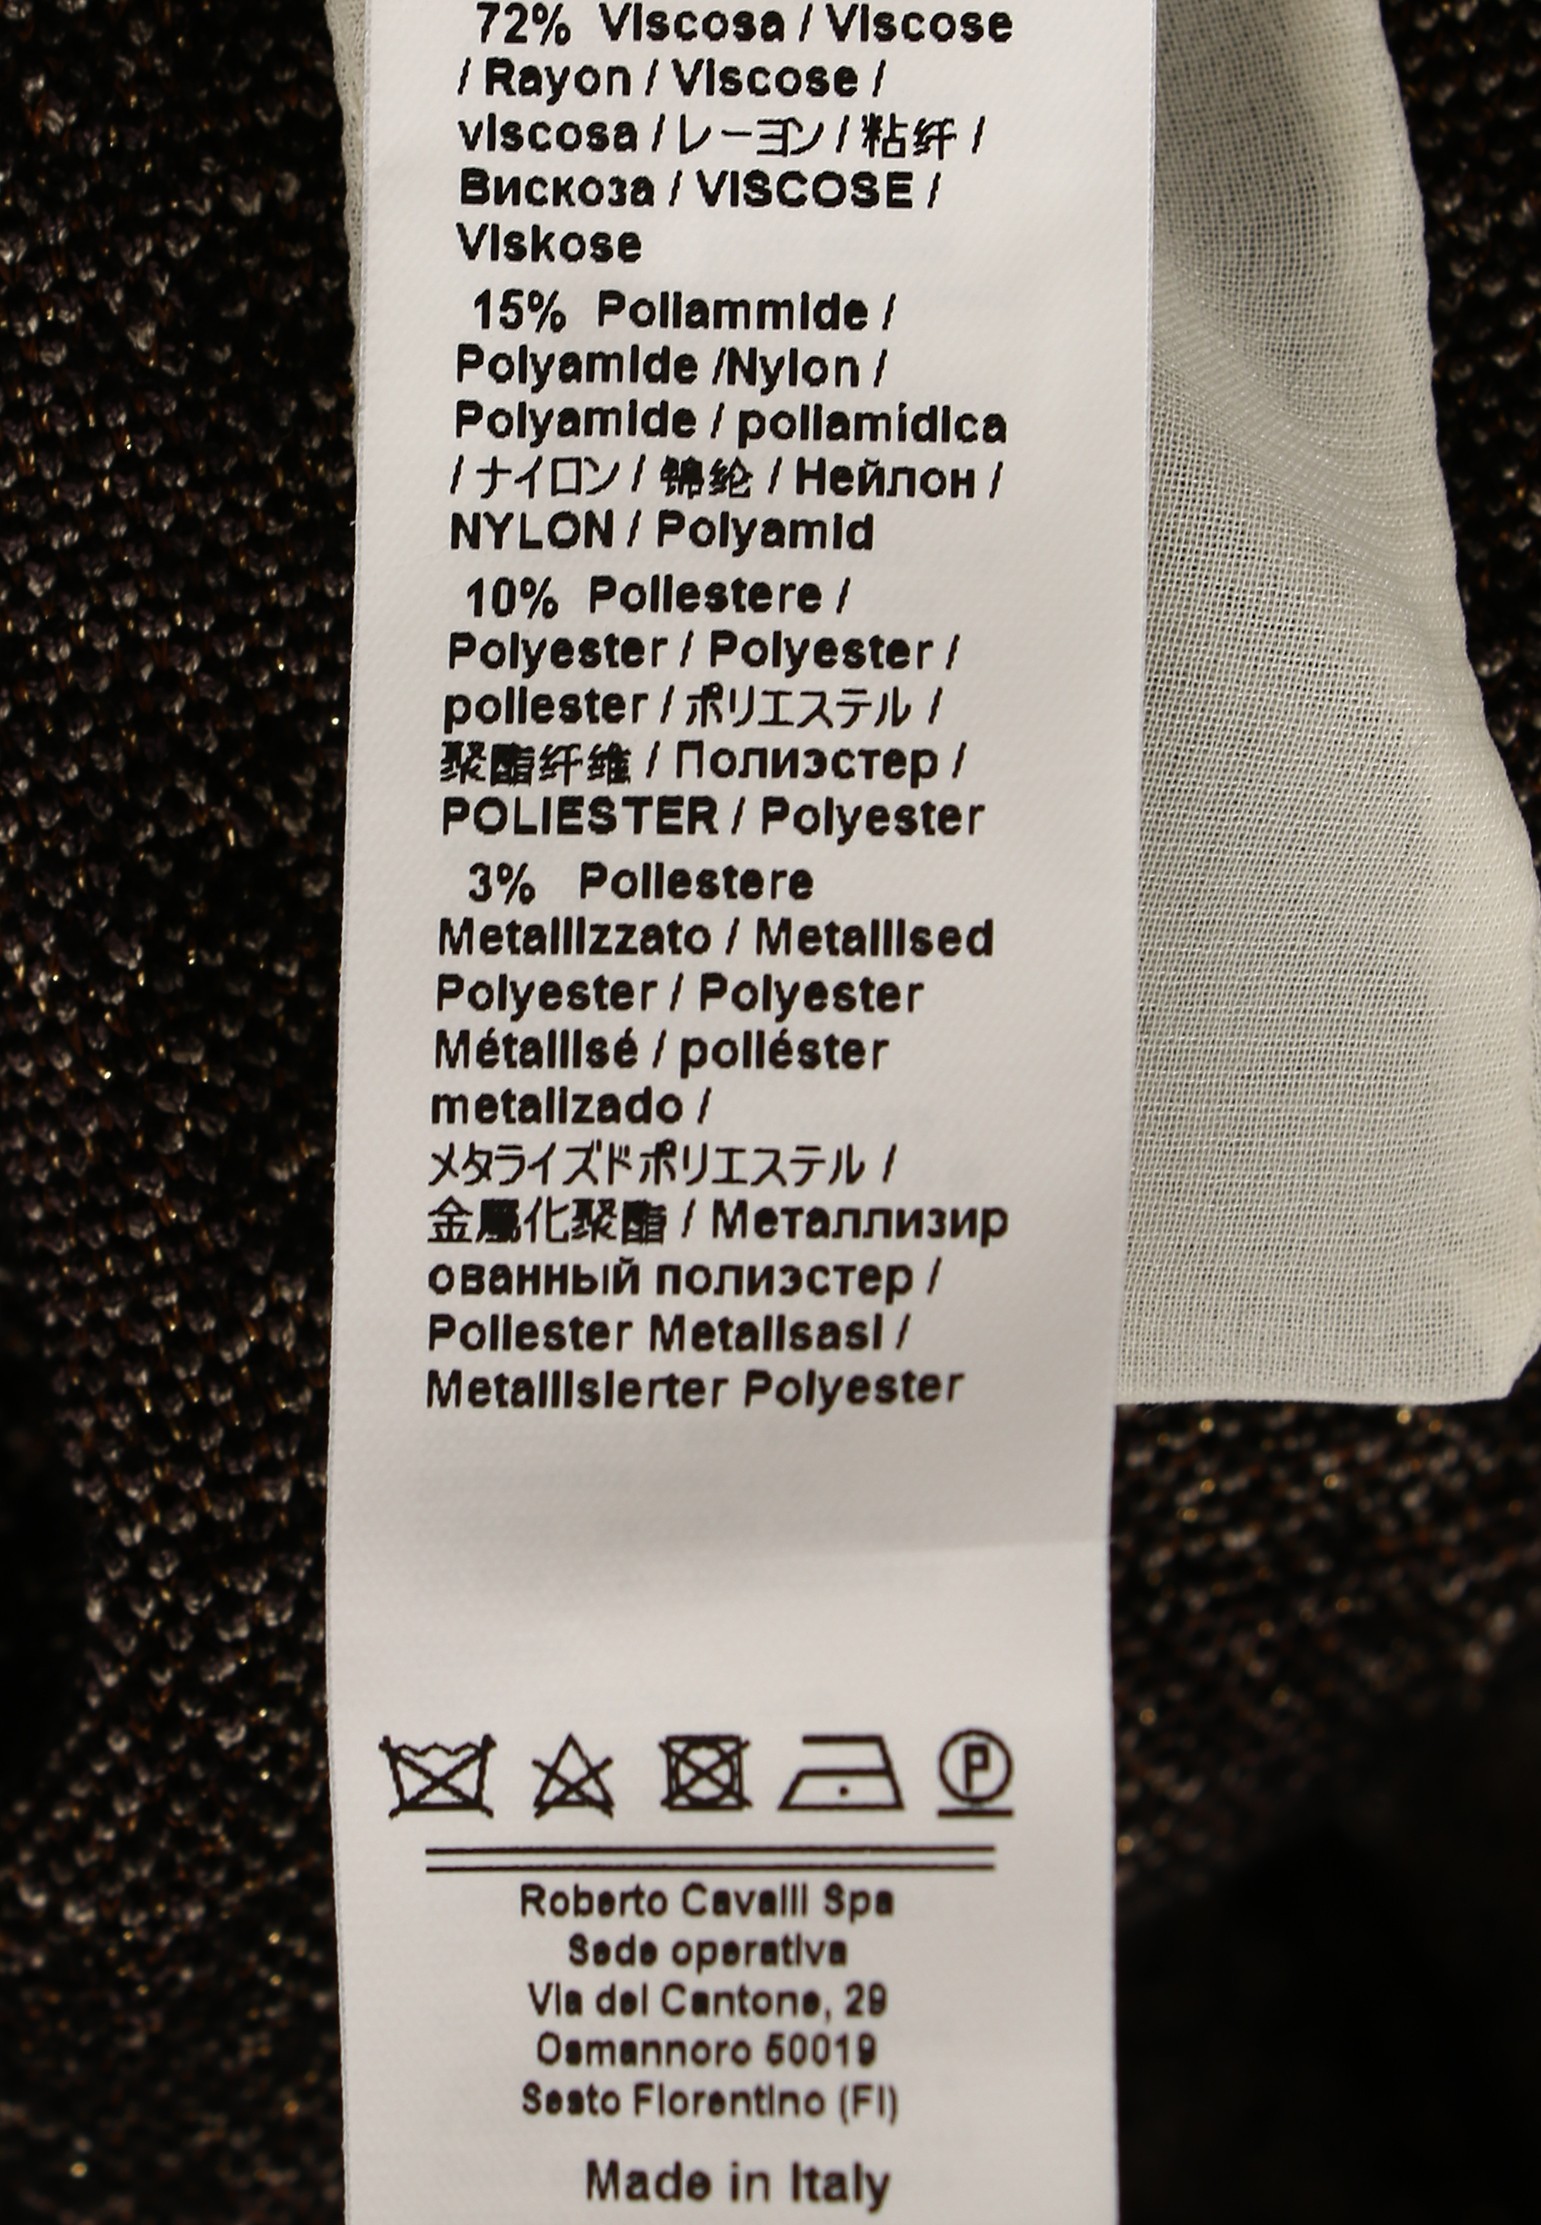 72% Viscosa / Viscose
/ Rayon / Viscose /
viscosa / レーヨン / 粘纤 /
Вискоза / VISCOSE /
Viskose
15% Poliammide /
Polyamide /Nylon /
Polyamide / poliamídica
/ ナイロン / 锦纶 / Нейлон /
NYLON / Polyamid
10% Poliestere /
Polyester / Polyester /
poliester / ポリエステル /
聚酯纤维 / Полиэстер /
POLIESTER / Polyester
3% Poliestere
Metallizzato / Metallised
Polyester / Polyester
Métallisé / poliéster
metalizado /
メタライズドポリエステル /
金属化聚酯 / Металлизир
ованный полиэстер /
Poliester Metalisasi /
Metallisierter Polyester
P
Roberto Cavalli Spa
Sede operativa
Via del Cantone, 29
Osmannoro 50019
Sesto Fiorentino (FI)
Made in Italy